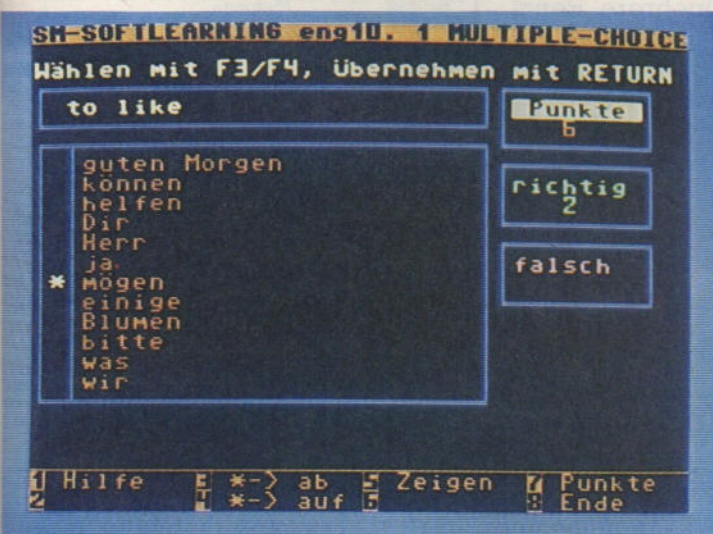 SM-SOFTLEARNING eng10. 1 MULTIPLE-CHOICE
Wählen mit F3/F4, Übernehmen mit RETURN
to like
Punkte
6
guten Morgen
können
helfen
Dir
Herr
ja
* mögen
einige
Blumen
bitte
was
wir
richtig
2
falsch
1 Hilfe 3 *-> ab 5 Zeigen 7 Punkte
2 4 *-> auf 6 8 Ende